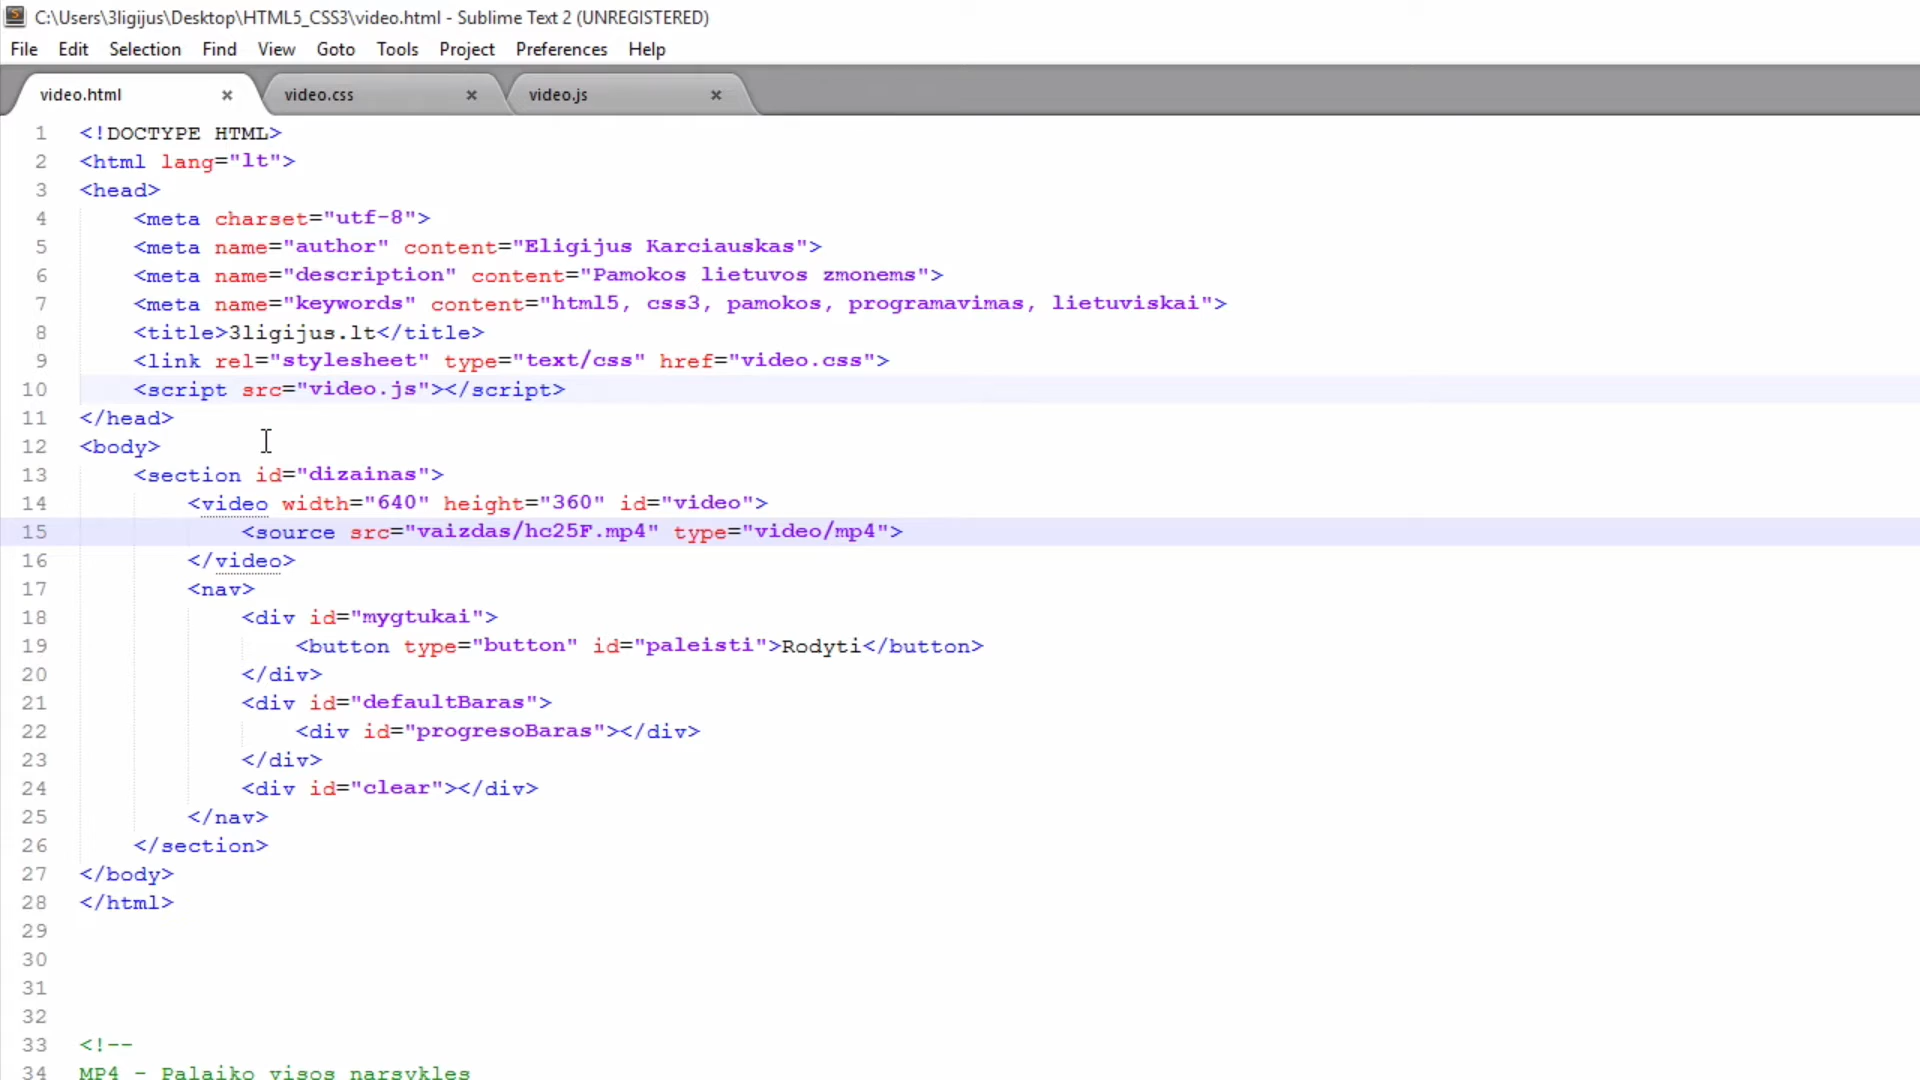 C:\Users\3ligijus\Desktop\HTML5_CSS3\video.html - Sublime Text 2 (UNREGISTERED)
File Edit Selection Find View Goto Tools Project Preferences Help
video.html × video.css × video.js ×
1 <!DOCTYPE HTML>
2 <html lang="lt">
3 <head>
4 <meta charset="utf-8">
5 <meta name="author" content="Eligijus Karciauskas">
6 <meta name="description" content="Pamokos lietuvos zmonems">
7 <meta name="keywords" content="html5, css3, pamokos, programavimas, lietuviskai">
8 <title>3ligijus.lt</title>
9 <link rel="stylesheet" type="text/css" href="video.css">
10 <script src="video.js"></script>
11 </head>
12 <body>
13 <section id="dizainas">
14 <video width="640" height="360" id="video">
15 <source src="vaizdas/hc25F.mp4" type="video/mp4">
16 </video>
17 <nav>
18 <div id="mygtukai">
19 <button type="button" id="paleisti">Rodyti</button>
20 </div>
21 <div id="defaultBaras">
22 <div id="progresoBaras"></div>
23 </div>
24 <div id="clear"></div>
25 </nav>
26 </section>
27 </body>
28 </html>
29
30
31
32
33 <!--
34 MP4 - Palaiko visos narsykles